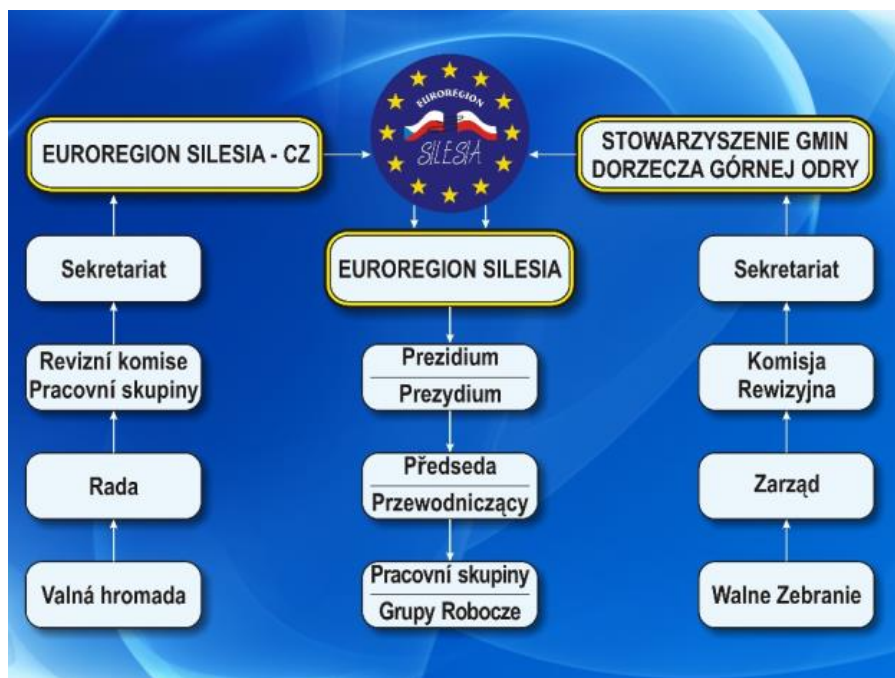 EUROREGION SILESIA - CZ
EUROREGION
SILESIA
STOWARZYSZENIE GMIN
DORZECZA GÓRNEJ ODRY
Sekretariat
EUROREGION SILESIA
Sekretariat
Revizní komise
Pracovní skupiny
Prezidium
Prezydium
Komisja
Rewizyjna
Rada
Předseda
Przewodniczący
Zarząd
Valná hromada
Pracovní skupiny
Grupy Robocze
Walne Zebranie